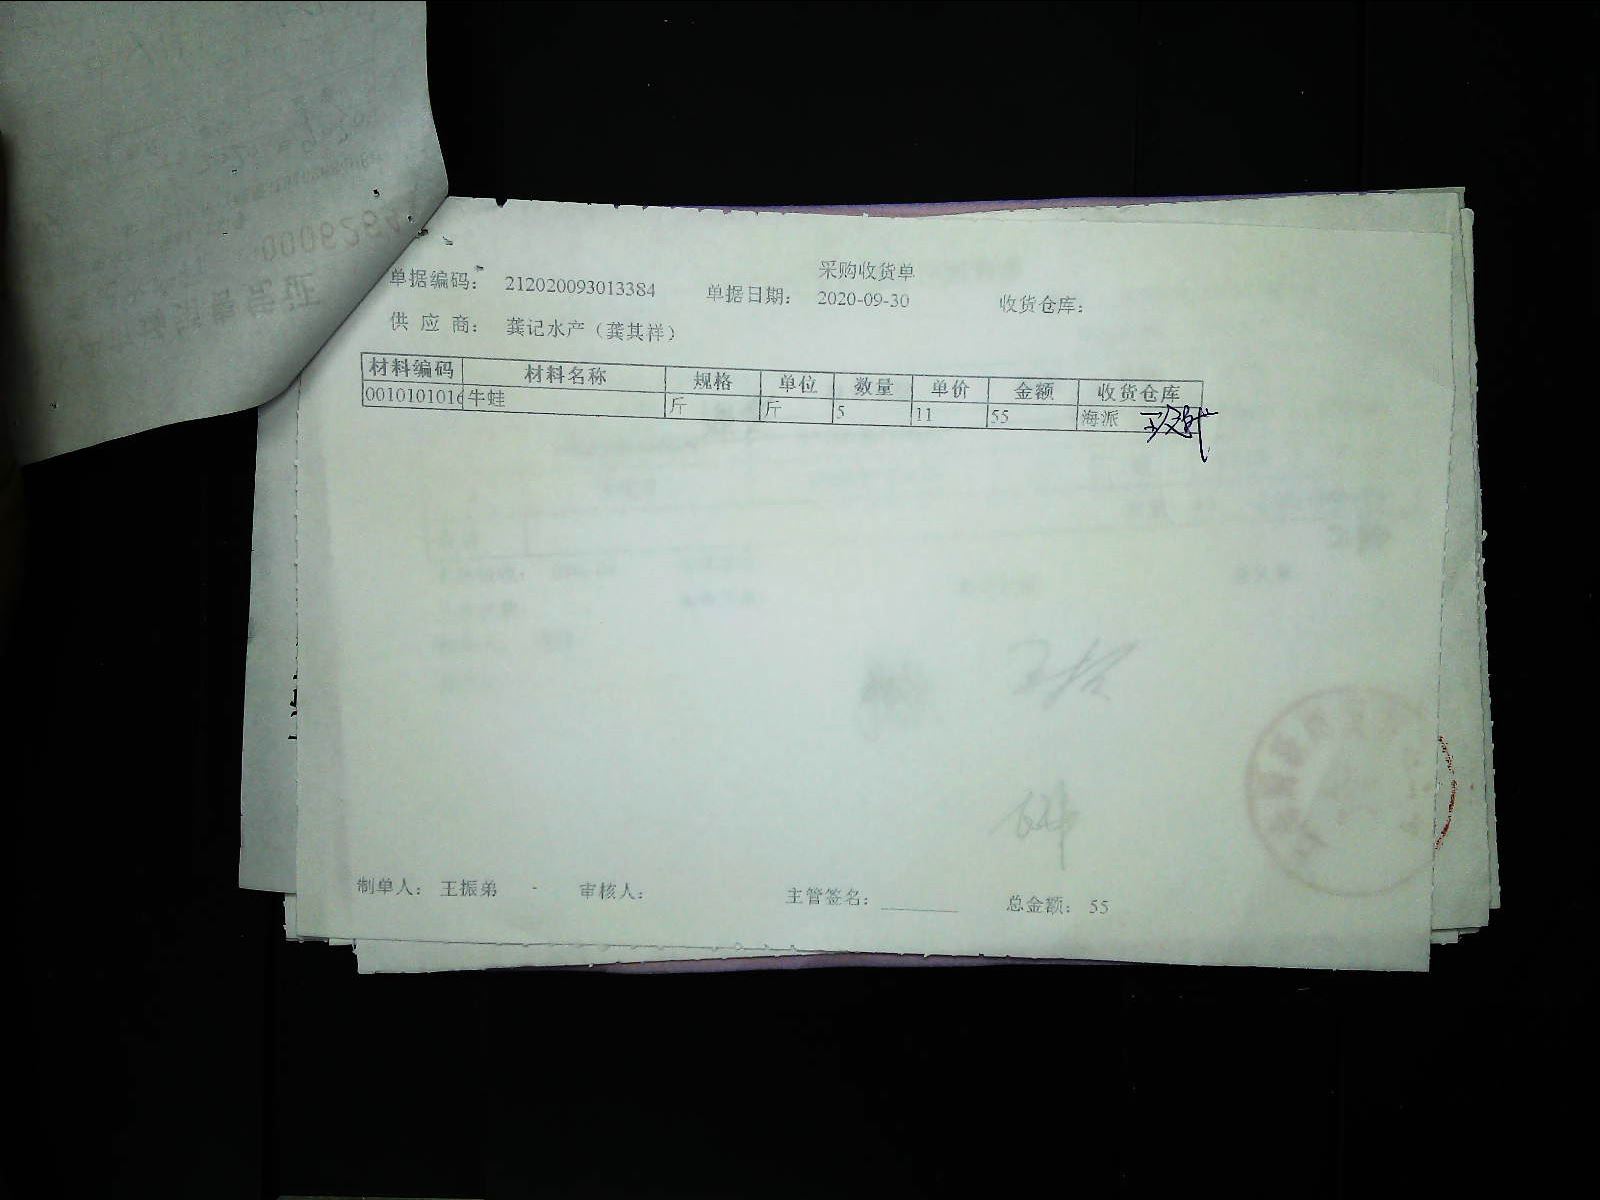 采购收货单
单据编码： 212020093013384 单据日期： 2020-09-30 收货仓库：
供 应 商： 龚记水产（龚其祥）
材料编码 材料名称 规格 单位 数量 单价 金额 收货仓库
0010101016 牛蛙 斤 斤 5 11 55 海派
制单人： 王振弟 审核人： 主管签名： 总金额： 55